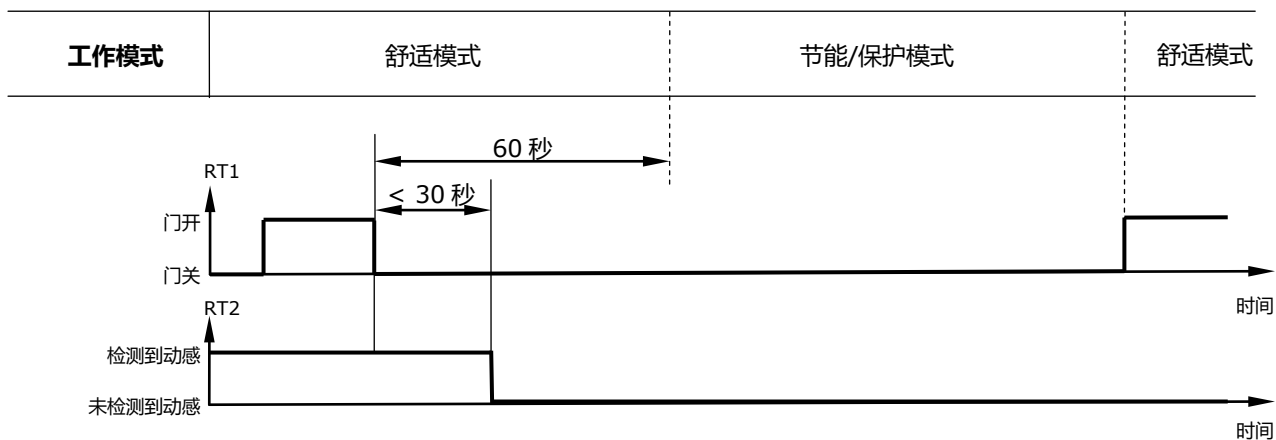 工作模式 舒适模式 节能/保护模式 舒适模式
60 秒
RT1
< 30 秒
门开
门关
时间
RT2
检测到动感
未检测到动感
时间